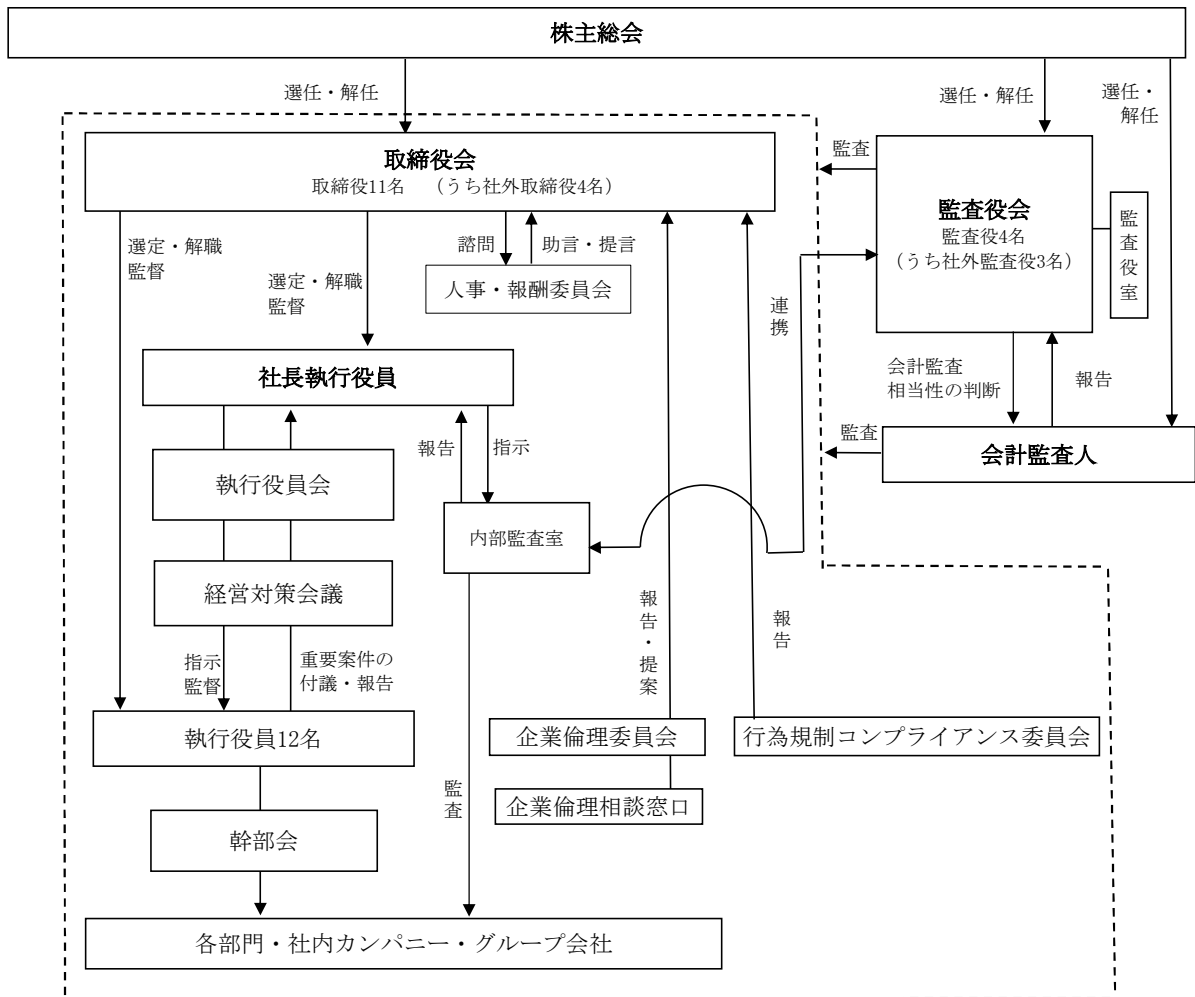 株主総会
選任・解任
選任・解任
選任・
解任
取締役会
取締役11名　（うち社外取締役4名）
監査
監査役会
監査役4名
（うち社外監査役3名）
監査役室
選定・解職
監督
選定・解職
監督
諮問
助言・提言
人事・報酬委員会
連携
社長執行役員
会計監査
相当性の判断
報告
報告
指示
監査
会計監査人
執行役員会
内部監査室
経営対策会議
報告・提案
報告
指示
監督
重要案件の
付議・報告
執行役員12名
企業倫理委員会
行為規制コンプライアンス委員会
監査
企業倫理相談窓口
幹部会
各部門・社内カンパニー・グループ会社